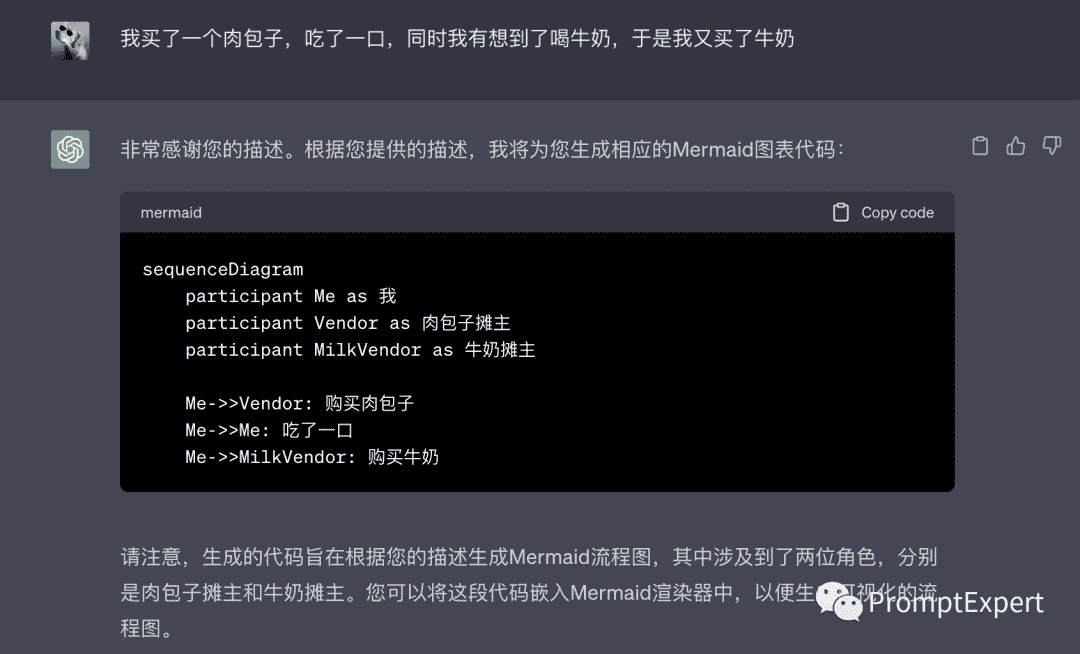 我买了一个肉包子，吃了一口，同时我有想到了喝牛奶，于是我又买了牛奶
非常感谢您的描述。根据您提供的描述，我将为您生成相应的Mermaid图表代码：
mermaid
Copy code
sequenceDiagram
participant Me as 我
participant Vendor as 肉包子摊主
participant MilkVendor as 牛奶摊主
Me->>Vendor: 购买肉包子
Me->>Me: 吃了一口
Me->>MilkVendor: 购买牛奶
请注意，生成的代码旨在根据您的描述生成Mermaid流程图，其中涉及到了两位角色，分别
是肉包子摊主和牛奶摊主。您可以将这段代码嵌入Mermaid渲染器中，以便生 可视化的流
程图。
PromptExpert